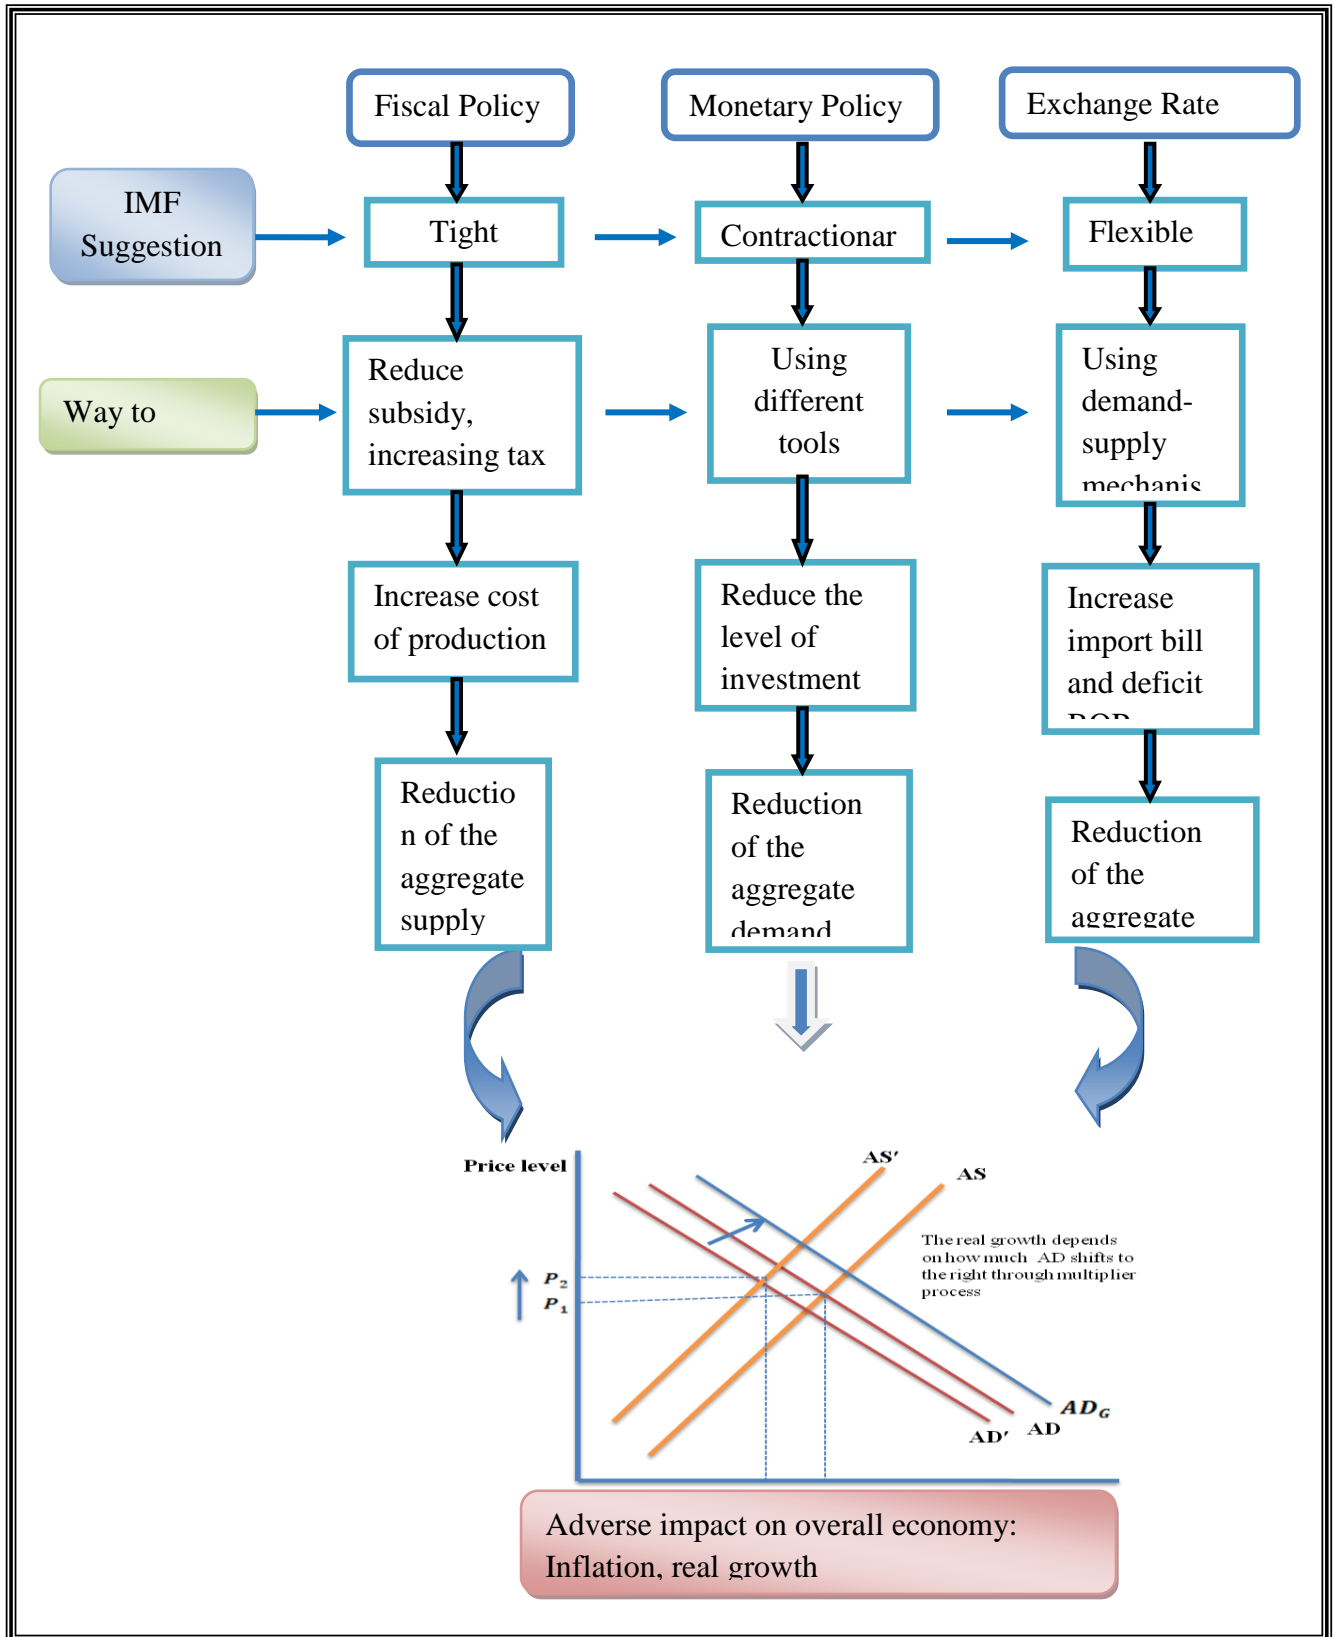 Fiscal Policy
Monetary Policy
Exchange Rate
IMF
Suggestion
Tight
Contractionar
Flexible
Way to
Reduce
subsidy,
increasing tax
Using
different
tools
Using
demand-
supply
mechanis
Increase cost
of production
Reduce the
level of
investment
Increase
import bill
and deficit
BOP
Reductio
n of the
aggregate
supply
Reduction
of the
aggregate
demand
Reduction
of the
aggregate
Price level
AS'
AS
The real growth depends
on how much AD shifts to
the right through multiplier
process
P₂
P₁
AD_G
AD
AD'
Adverse impact on overall economy:
Inflation, real growth